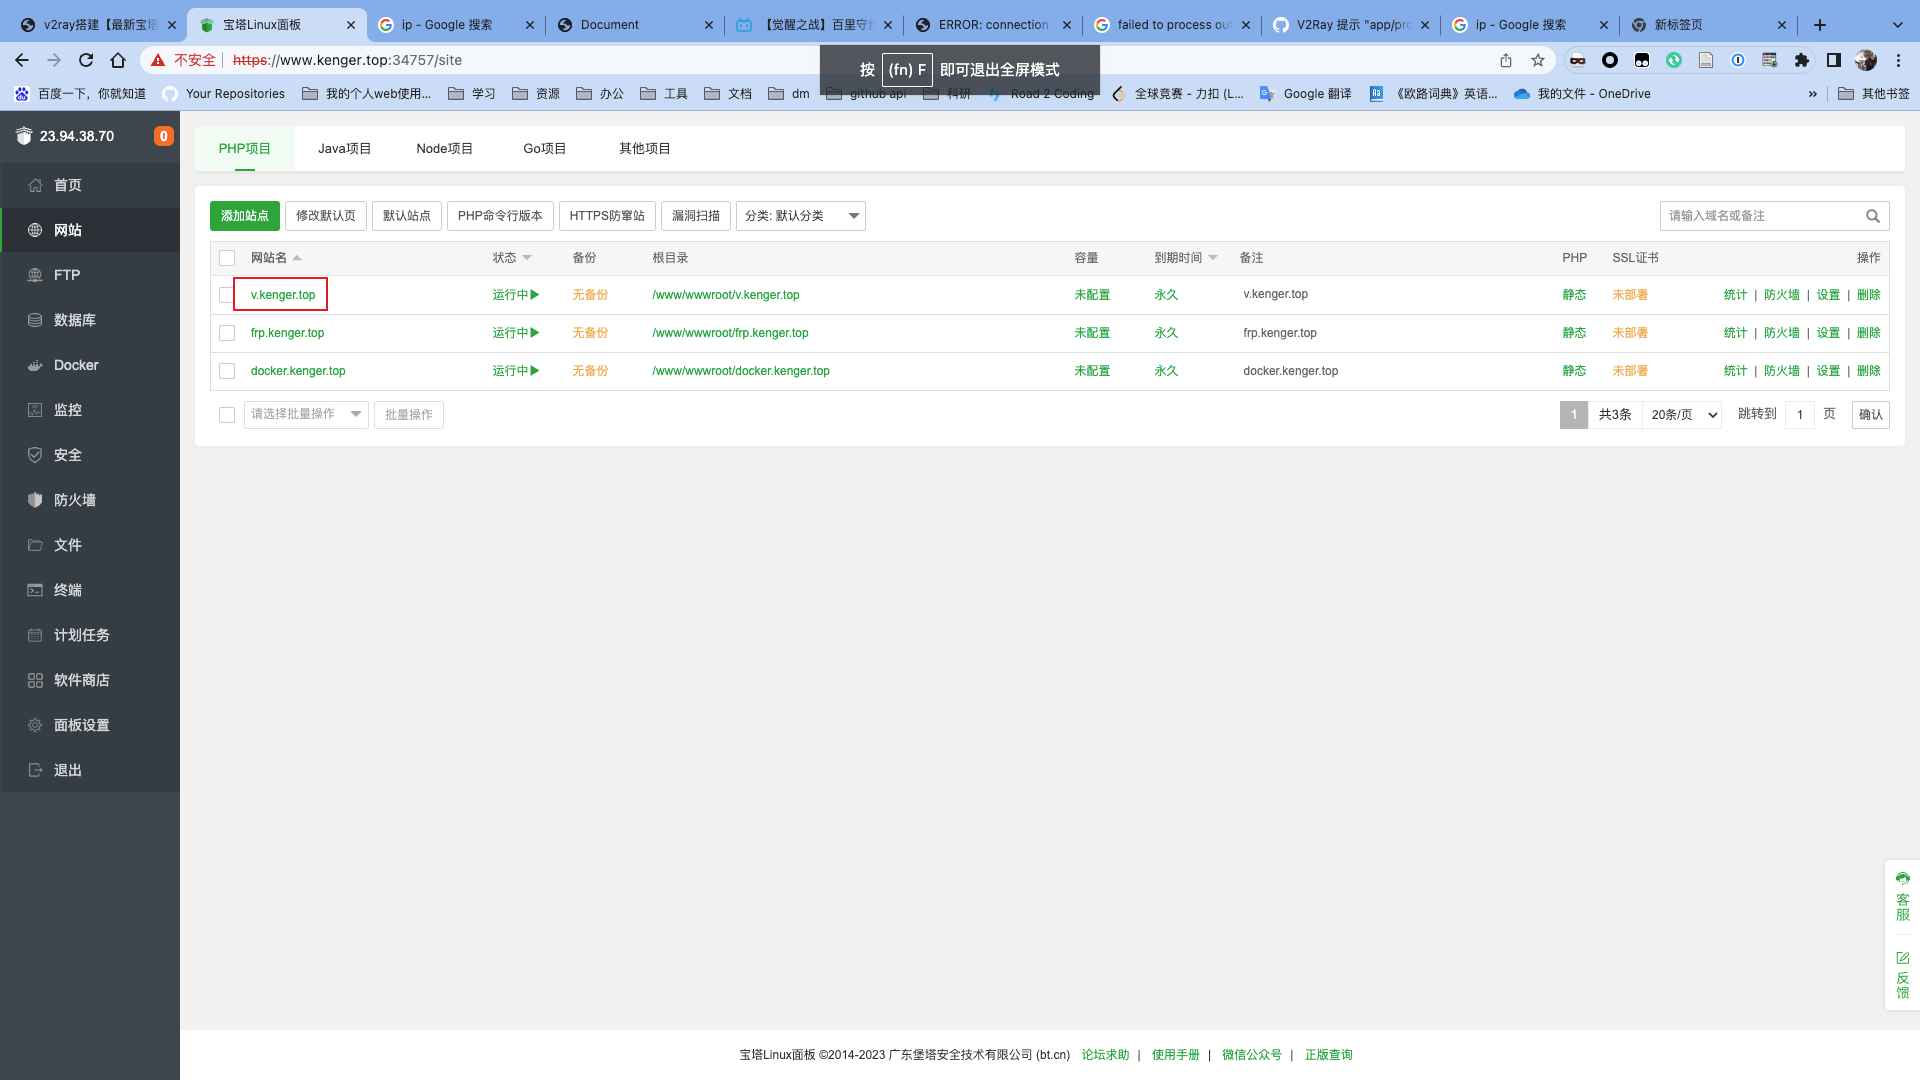 v2ray搭建【最新宝塔
宝塔Linux面板
ip - Google 搜索
Document
【觉醒之战】百里守约
ERROR: connection
failed to process out
V2Ray 提示 "app/pro
ip - Google 搜索
新标签页
不安全 https://www.kenger.top:34757/site
按 (fn) F 即可退出全屏模式
百度一下，你就知道
Your Repositories
我的个人web使用...
学习
资源
办公
工具
文档
dm
github api
科研
Road 2 Coding
全球竞赛 - 力扣 (L...
Google 翻译
《欧路词典》英语...
我的文件 - OneDrive
»
其他书签
23.94.38.70
0
首页
网站
FTP
数据库
Docker
监控
安全
防火墙
文件
终端
计划任务
软件商店
面板设置
退出
PHP项目 Java项目 Node项目 Go项目 其他项目
添加站点 修改默认页 默认站点 PHP命令行版本 HTTPS防窜站 漏洞扫描 分类: 默认分类 请输入域名或备注
网站名 状态 备份 根目录 容量 到期时间 备注 PHP SSL证书 操作
v.kenger.top 运行中 无备份 /www/wwwroot/v.kenger.top 未配置 永久 v.kenger.top 静态 未部署 统计 | 防火墙 | 设置 | 删除
frp.kenger.top 运行中 无备份 /www/wwwroot/frp.kenger.top 未配置 永久 frp.kenger.top 静态 未部署 统计 | 防火墙 | 设置 | 删除
docker.kenger.top 运行中 无备份 /www/wwwroot/docker.kenger.top 未配置 永久 docker.kenger.top 静态 未部署 统计 | 防火墙 | 设置 | 删除
请选择批量操作 批量操作 1 共3条 20条/页 跳转到 1 页 确认
客服
反馈
宝塔Linux面板 ©2014-2023 广东堡塔安全技术有限公司 (bt.cn) 论坛求助 | 使用手册 | 微信公众号 | 正版查询